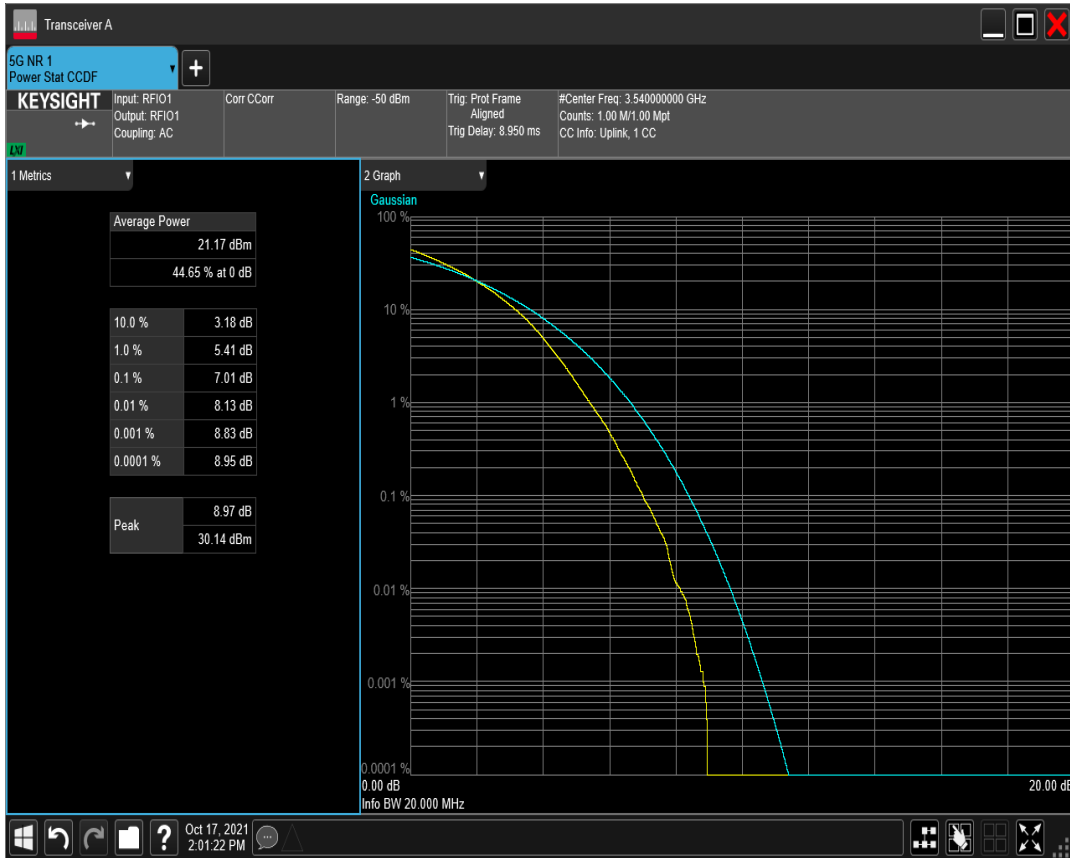 Transceiver A
5G NR 1
Power Stat CCDF
KEYSIGHT
LXI
Input: RFIO1
Output: RFIO1
Coupling: AC
Corr CCorr
Range: -50 dBm
Trig: Prot Frame
Aligned
Trig Delay: 8.950 ms
#Center Freq: 3.540000000 GHz
Counts: 1.00 M/1.00 Mpt
CC Info: Uplink, 1 CC
1 Metrics
Average Power
21.17 dBm
44.65 % at 0 dB
10.0 % 3.18 dB
1.0 % 5.41 dB
0.1 % 7.01 dB
0.01 % 8.13 dB
0.001 % 8.83 dB
0.0001 % 8.95 dB
Peak
8.97 dB
30.14 dBm
2 Graph
Gaussian
100 %
10 %
1 %
0.1 %
0.01 %
0.001 %
0.0001 %
0.00 dB 20.00 dB
Info BW 20.000 MHz
Oct 17, 2021
2:01:22 PM